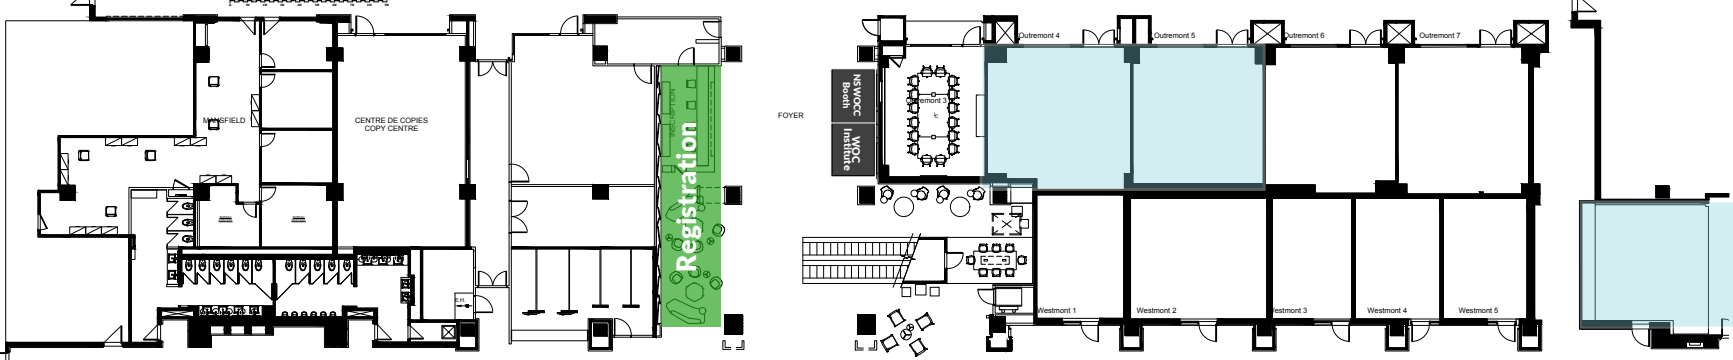 MANSFIELD
CENTRE DE COPIES
COPY CENTRE
E.H.
INSCRIPTION
Registration
FOYER
NSWOCC
Booth
WOC
Institute
Outremont 3
Outremont 4
Outremont 5
Outremont 6
Outremont 7
Westmont 1
Westmont 2
Westmont 3
Westmont 4
Westmont 5